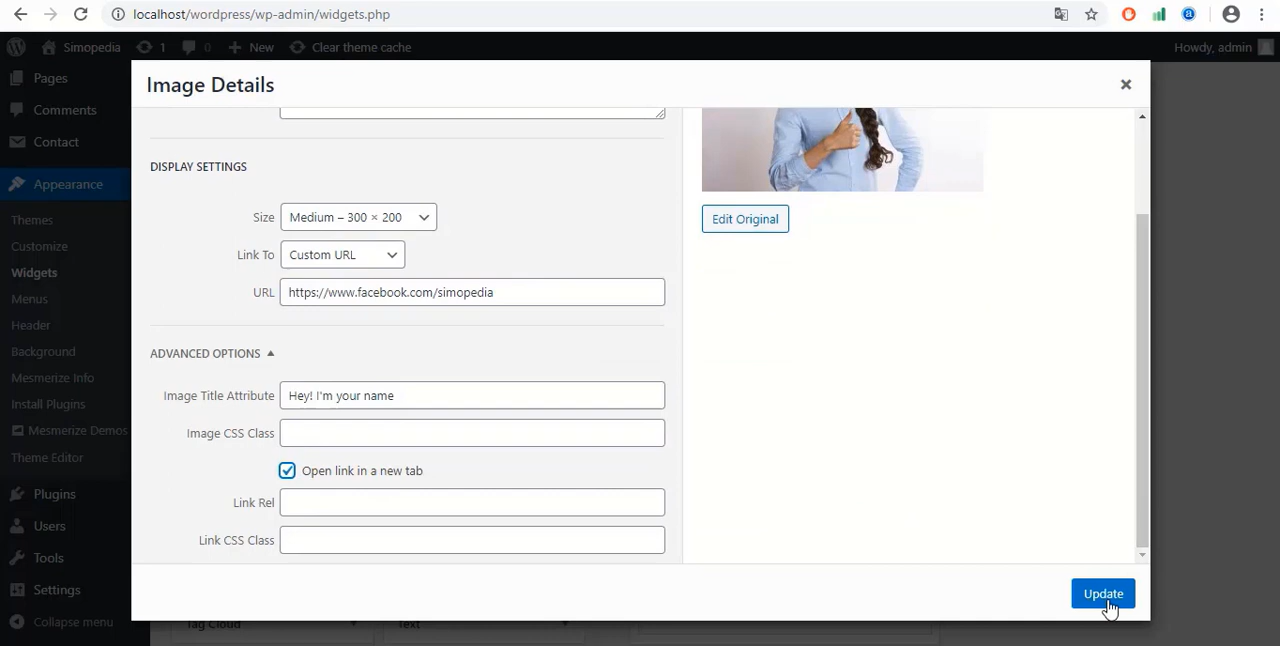 localhost/wordpress/wp-admin/widgets.php
Simopedia
1
0
New
Clear theme cache
Howdy, admin
Pages
Comments
Contact
Appearance
Themes
Customize
Widgets
Menus
Header
Background
Mesmerize Info
Install Plugins
Mesmerize Demos
Theme Editor
Plugins
Users
Tools
Settings
Collapse menu
Image Details
DISPLAY SETTINGS
Size Medium – 300 × 200
Link To Custom URL
URL https://www.facebook.com/simopedia
ADVANCED OPTIONS
Image Title Attribute Hey! I'm your name
Image CSS Class
Open link in a new tab
Link Rel
Link CSS Class
Edit Original
Update
Tag Cloud
Text